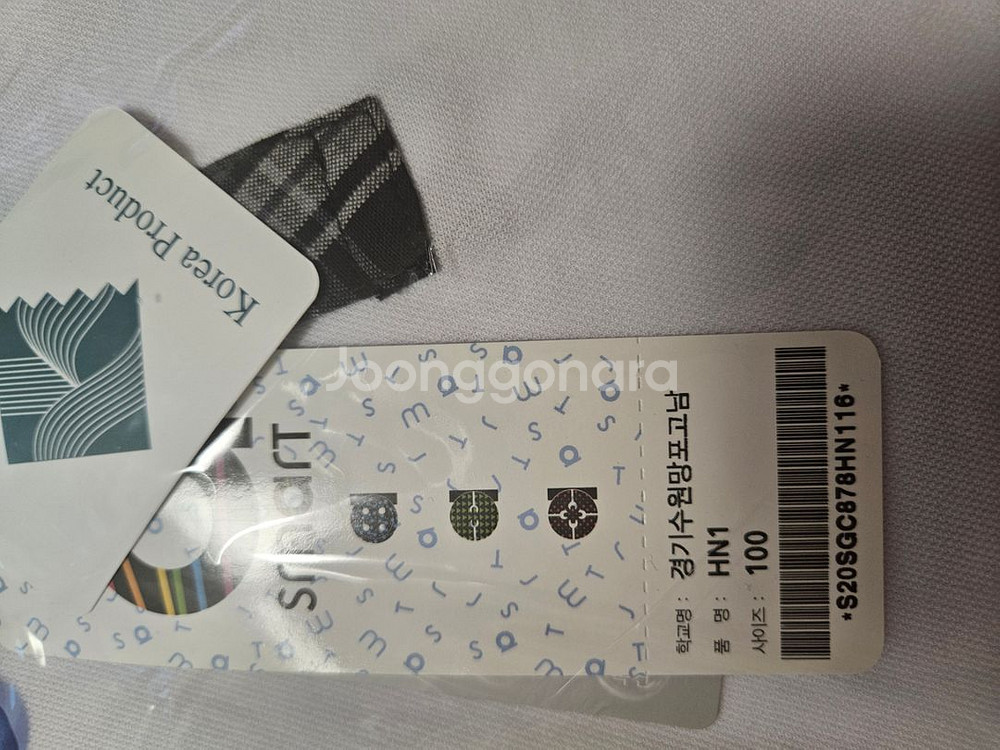 Korea Product
smart
학교명 : 경기수원망포고남
품 명 : HN1
사이즈 : 100
*S20SGC878HN116*
Joonggonara